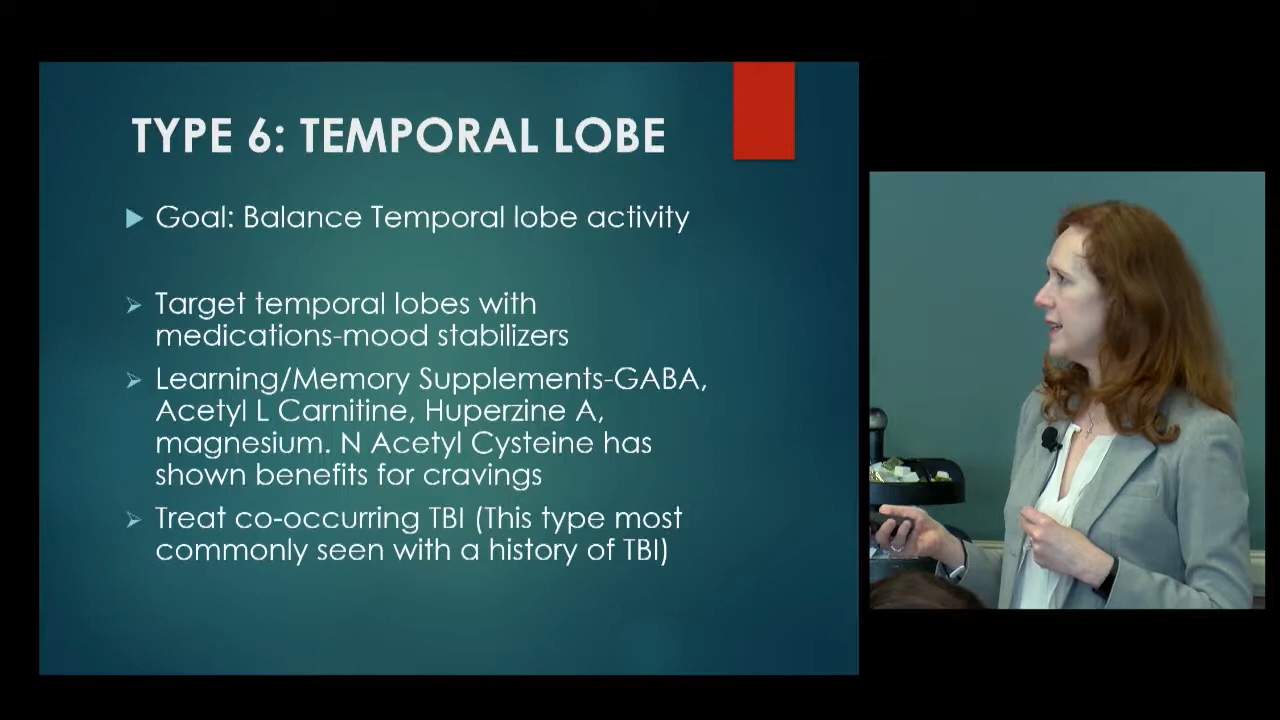 TYPE 6: TEMPORAL LOBE
Goal: Balance Temporal lobe activity
Target temporal lobes with
medications-mood stabilizers
Learning/Memory Supplements-GABA,
Acetyl L Carnitine, Huperzine A,
magnesium. N Acetyl Cysteine has
shown benefits for cravings
Treat co-occurring TBI (This type most
commonly seen with a history of TBI)